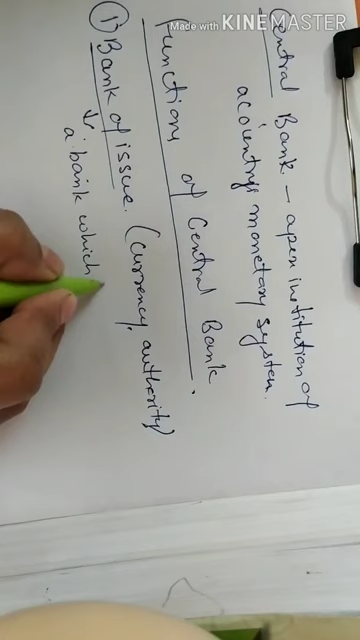 Made with KINEMASTER
Central Bank – apex institution of
a country's monetary system.
Functions of Central Bank.
① Bank of issue. (Currency authority)
a bank which